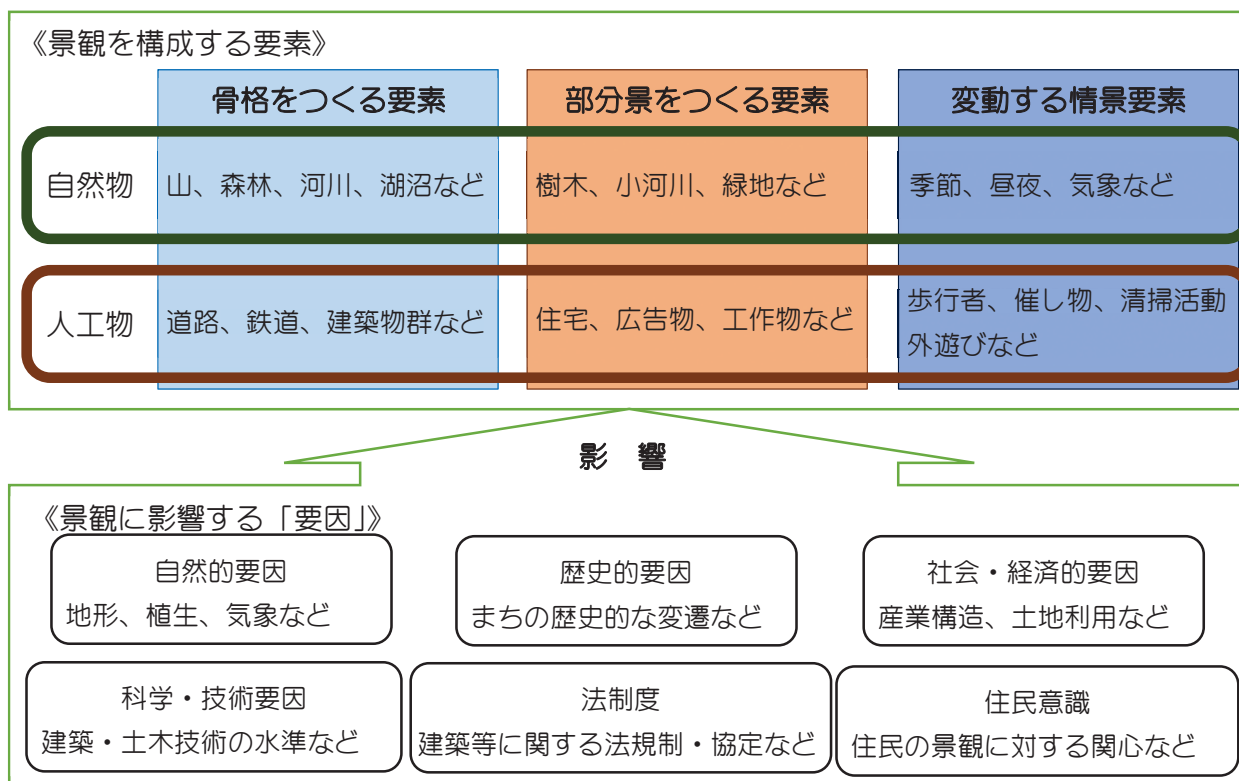 《景観を構成する要素》
骨格をつくる要素
部分景をつくる要素
変動する情景要素
自然物
山、森林、河川、湖沼など
樹木、小河川、緑地など
季節、昼夜、気象など
人工物
道路、鉄道、建築物群など
住宅、広告物、工作物など
歩行者、催し物、清掃活動
外遊びなど
影 響
《景観に影響する「要因」》
自然的要因
地形、植生、気象など
歴史的要因
まちの歴史的な変遷など
社会・経済的要因
産業構造、土地利用など
科学・技術要因
建築・土木技術の水準など
法制度
建築等に関する法規制・協定など
住民意識
住民の景観に対する関心など